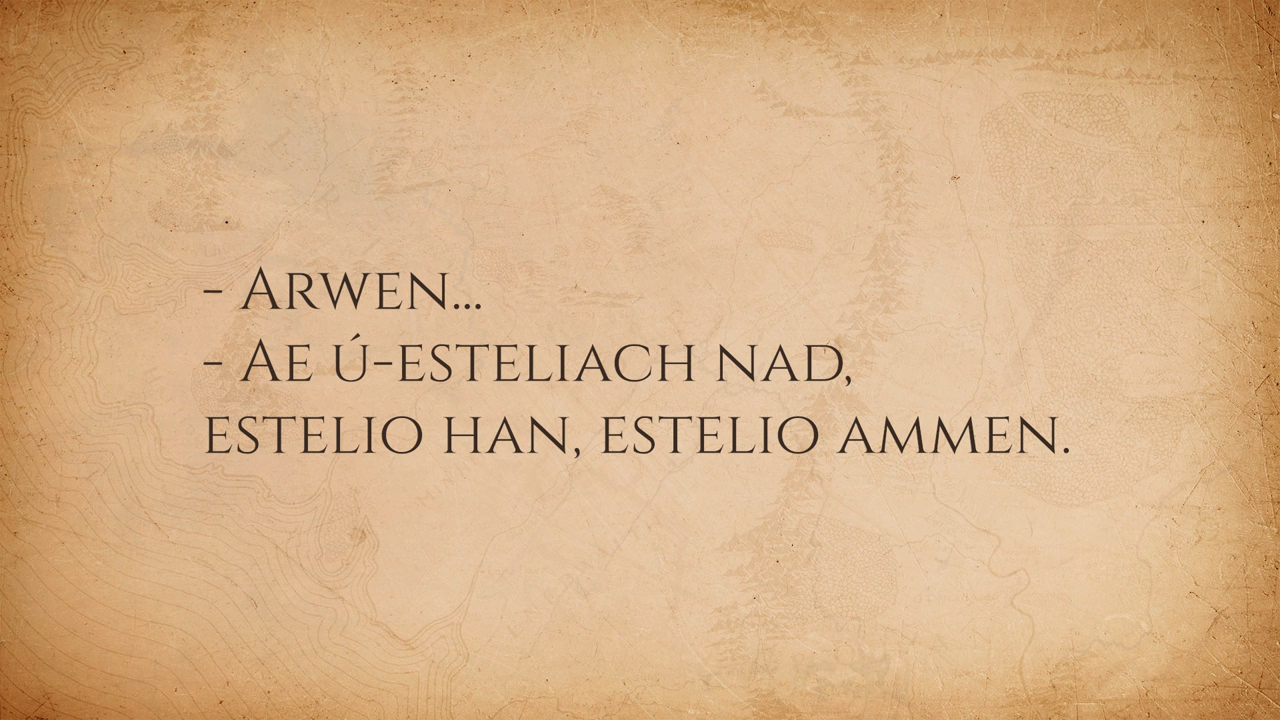 - Arwen...
- Ae ú-esteliach nad,
estelio han, estelio ammen.